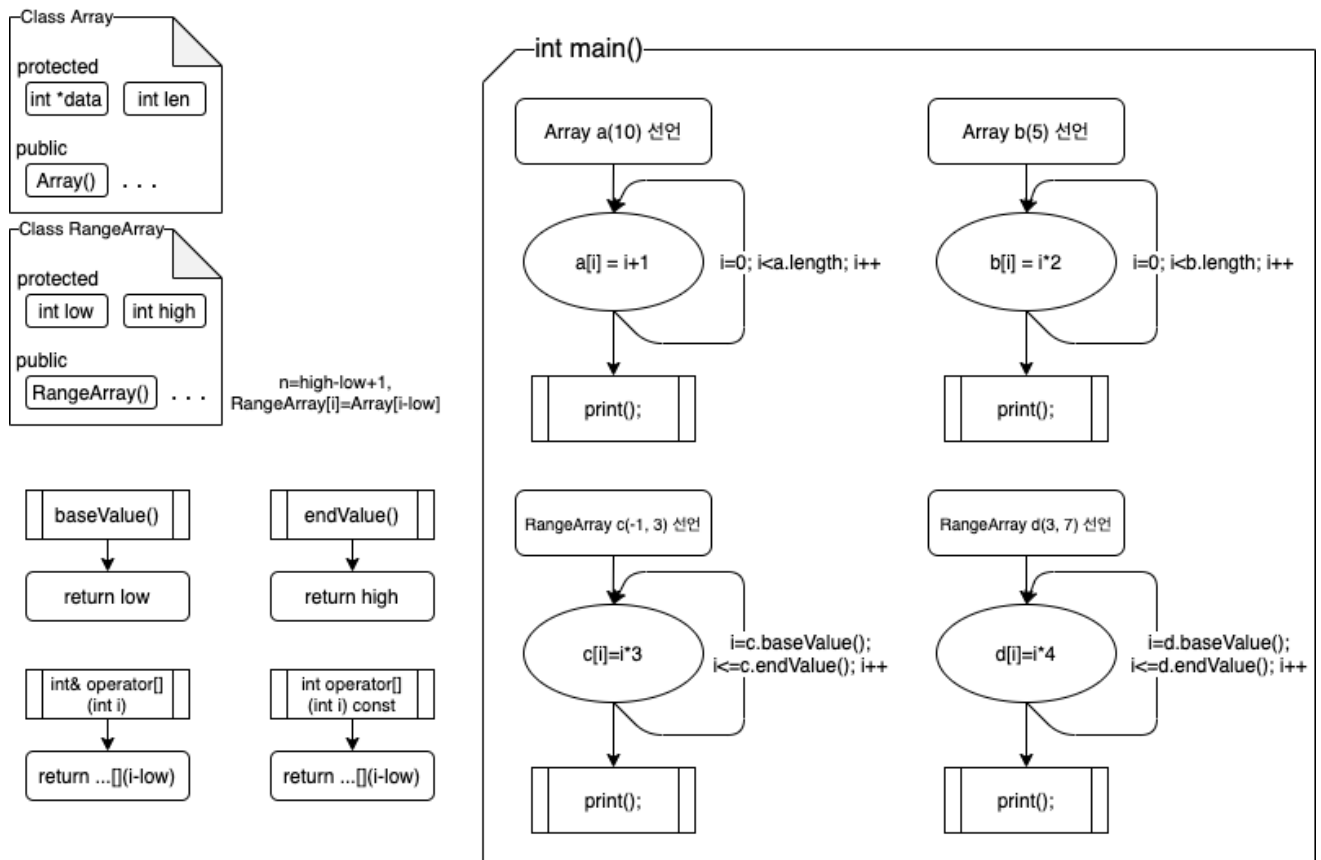 Class Array
protected
int *data
int len
public
Array()
. . .
Class RangeArray
protected
int low
int high
public
RangeArray()
. . .
n=high-low+1,
RangeArray[i]=Array[i-low]
baseValue()
return low
endValue()
return high
int& operator[]
(int i)
return ...[](i-low)
int operator[]
(int i) const
return ...[](i-low)
int main()
Array a(10) 선언
a[i] = i+1
i=0; i<a.length; i++
print();
Array b(5) 선언
b[i] = i*2
i=0; i<b.length; i++
print();
RangeArray c(-1, 3) 선언
c[i]=i*3
i=c.baseValue();
i<=c.endValue(); i++
print();
RangeArray d(3, 7) 선언
d[i]=i*4
i=d.baseValue();
i<=d.endValue(); i++
print();